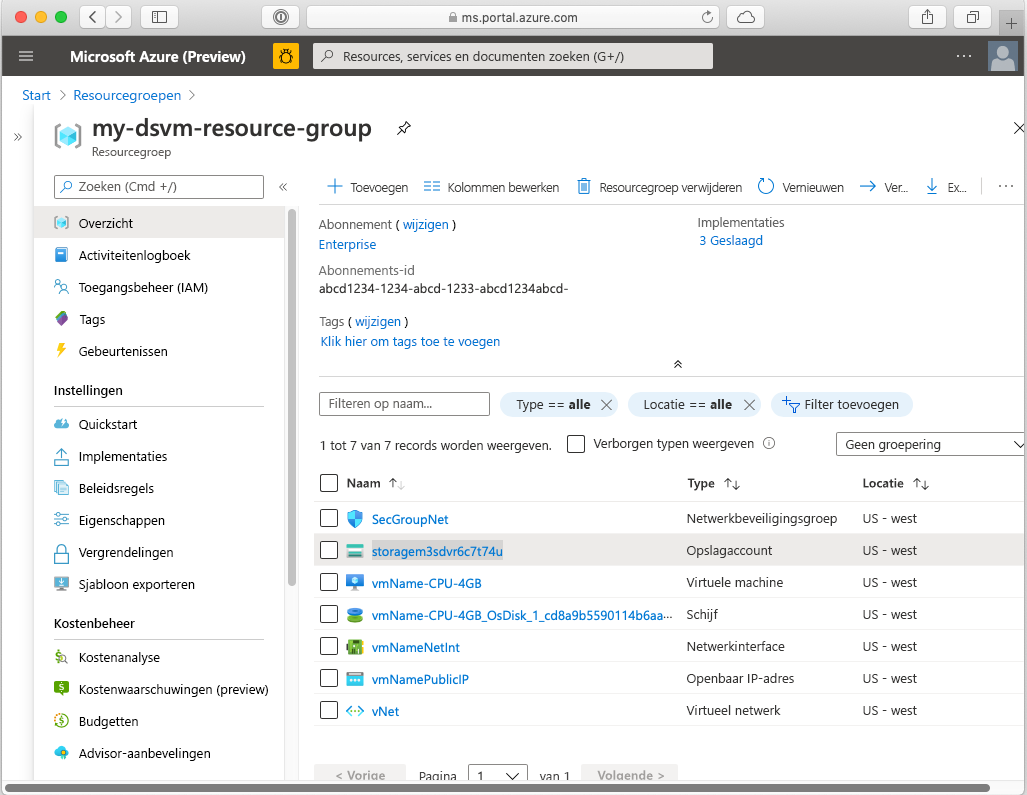 ms.portal.azure.com
Microsoft Azure (Preview)
Resources, services en documenten zoeken (G+/)
Start > Resourcegroepen >
my-dsvm-resource-group
Resourcegroep
Zoeken (Cmd +/)
Toevoegen
Kolommen bewerken
Resourcegroep verwijderen
Vernieuwen
Ver...
Ex...
Overzicht
Activiteitenlogboek
Toegangsbeheer (IAM)
Tags
Gebeurtenissen
Instellingen
Quickstart
Implementaties
Beleidsregels
Eigenschappen
Vergrendelingen
Sjabloon exporteren
Kostenbeheer
Kostenanalyse
Kostenwaarschuwingen (preview)
Budgetten
Advisor-aanbevelingen
Abonnement ( wijzigen )
Enterprise
Implementaties
3 Geslaagd
Abonnements-id
abcd1234-1234-abcd-1233-abcd1234abcd-
Tags ( wijzigen )
Klik hier om tags toe te voegen
Filteren op naam...
Type == alle
Locatie == alle
Filter toevoegen
1 tot 7 van 7 records worden weergeven.
Verborgen typen weergeven
Geen groepering
Naam Type Locatie
SecGroupNet Netwerkbeveiligingsgroep US - west
storagem3sdvr6c7t74u Opslagaccount US - west
vmName-CPU-4GB Virtuele machine US - west
vmName-CPU-4GB_OsDisk_1_cd8a9b5590114b6aa... Schijf US - west
vmNameNetInt Netwerkinterface US - west
vmNamePublicIP Openbaar IP-adres US - west
vNet Virtueel netwerk US - west
< Vorige Pagina 1 van 1 Volgende >